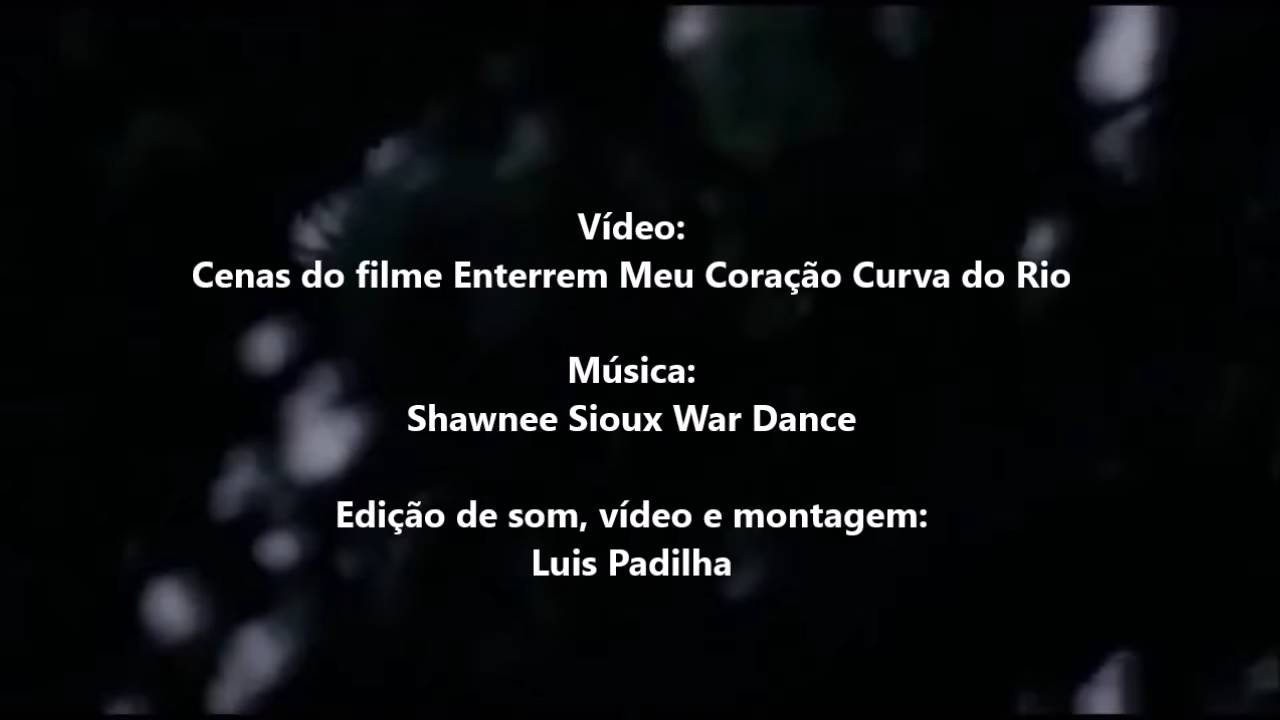 Vídeo:
Cenas do filme Enterrem Meu Coração Curva do Rio
Música:
Shawnee Sioux War Dance
Edição de som, vídeo e montagem:
Luis Padilha